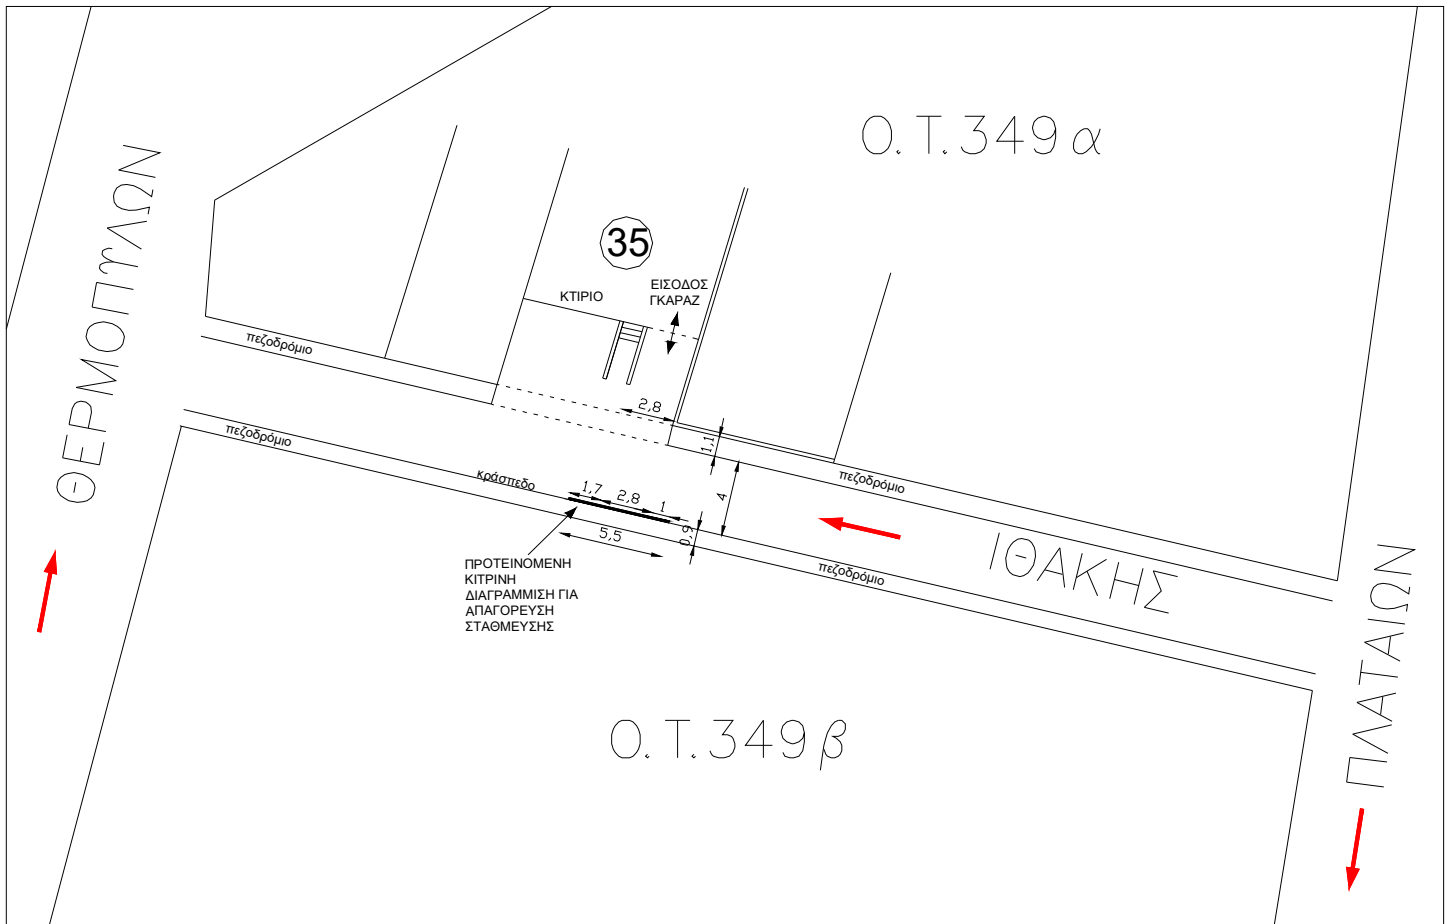 Ο.Τ.349α
ΘΕΡΜΟΠΥΛΩΝ
35
ΕΙΣΟΔΟΣ
ΓΚΑΡΑΖ
ΚΤΙΡΙΟ
πεζοδρόμιο
2,8
πεζοδρόμιο
1,1
πεζοδρόμιο
κράσπεδο
1,7
2,8
1
4
5,5
0,9
ΙΘΑΚΗΣ
πεζοδρόμιο
ΠΡΟΤΕΙΝΟΜΕΝΗ
ΚΙΤΡΙΝΗ
ΔΙΑΓΡΑΜΜΙΣΗ ΓΙΑ
ΑΠΑΓΟΡΕΥΣΗ
ΣΤΑΘΜΕΥΣΗΣ
ΠΛΑΤΑΙΩΝ
Ο.Τ.349β